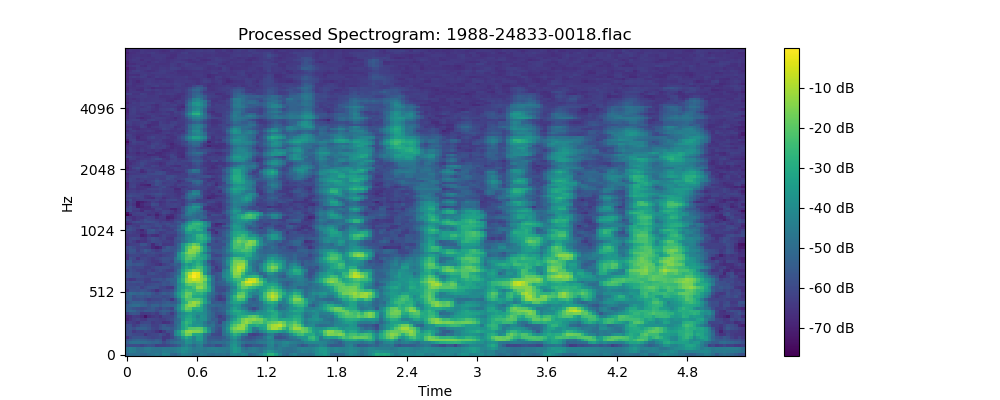 Processed Spectrogram: 1988-24833-0018.flac
4096
2048
1024
512
0
Hz
0 0.6 1.2 1.8 2.4 3 3.6 4.2 4.8
Time
-10 dB
-20 dB
-30 dB
-40 dB
-50 dB
-60 dB
-70 dB